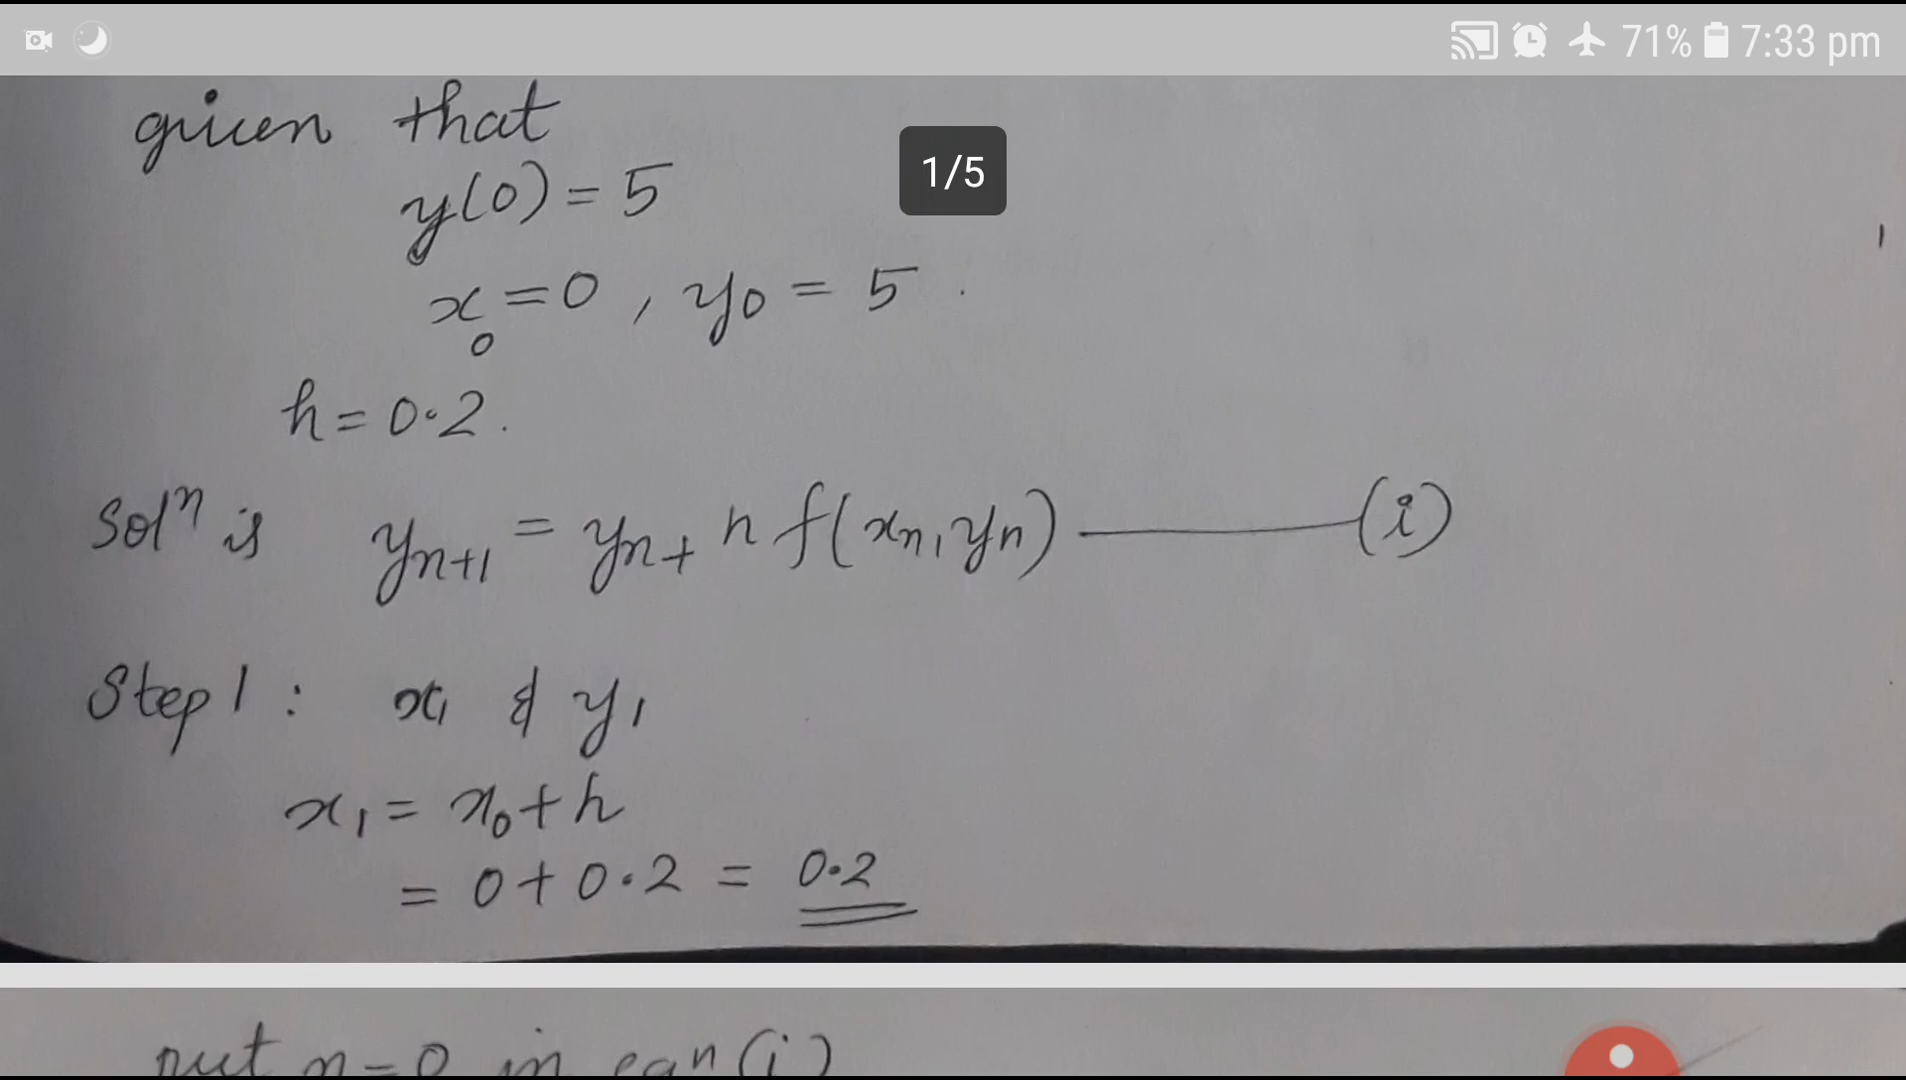 71% 7:33 pm
given that
1/5
y(0) = 5
x₀ = 0 , y₀ = 5 .
h = 0.2 .
Solⁿ is yₙ₊₁ = yₙ + h f(xₙ, yₙ) ——— (i)
Step 1 : x₁ & y₁
x₁ = x₀ + h
= 0 + 0.2 = 0.2
put n = 0 in eqn (i)